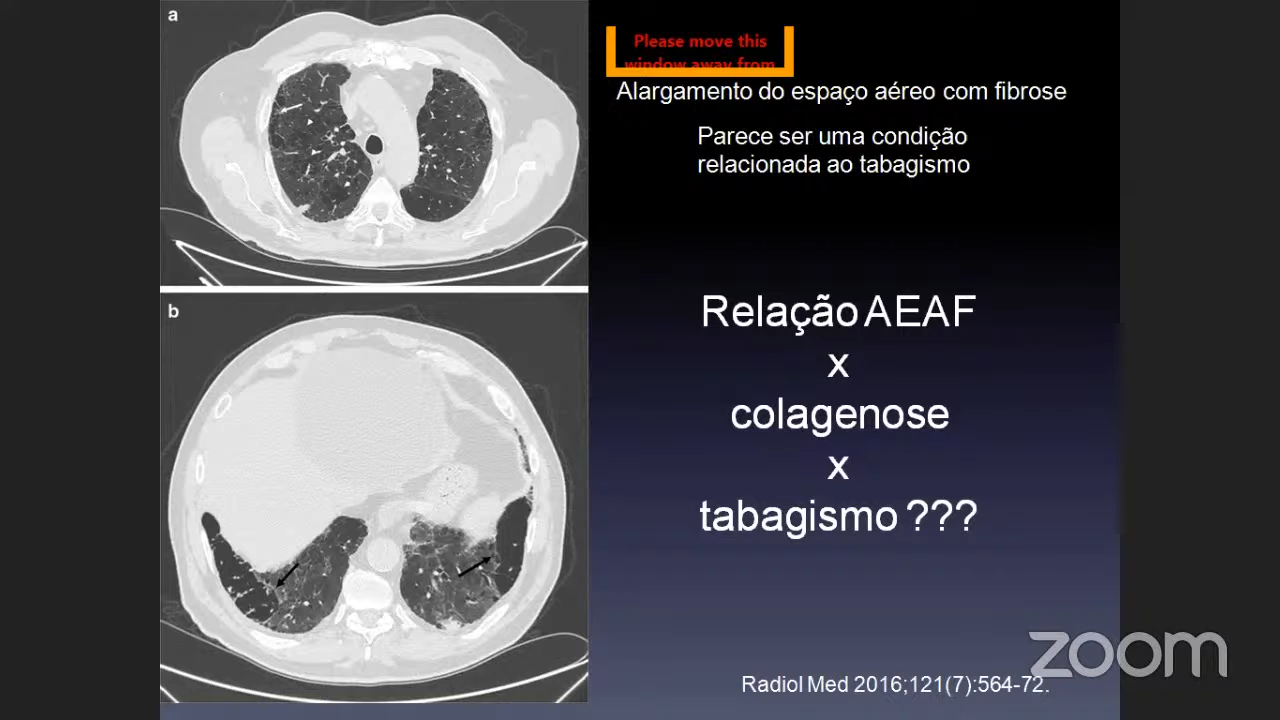 a
Please move this
window away from
Alargamento do espaço aéreo com fibrose
Parece ser uma condição
relacionada ao tabagismo
b
Relação AEAF
x
colagenose
x
tabagismo ???
zoom
Radiol Med 2016;121(7):564-72.